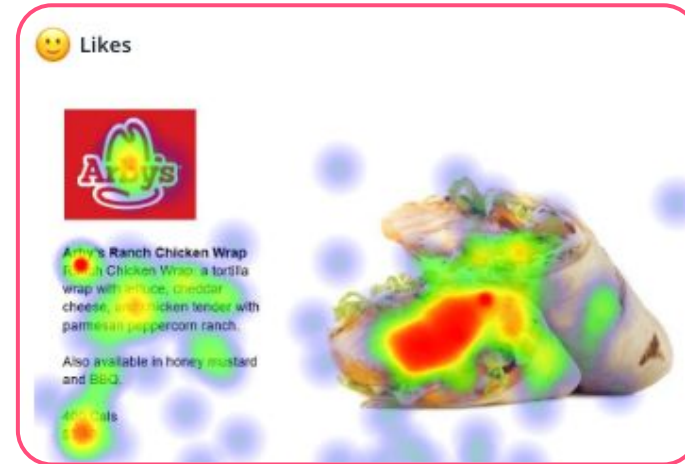 Likes
Arby's
Arby's Ranch Chicken Wrap
Ranch Chicken Wrap: a tortilla
wrap with lettuce, cheddar
cheese, and chicken tender with
parmesan peppercorn ranch.
Also available in honey mustard
and BBQ.
Cals